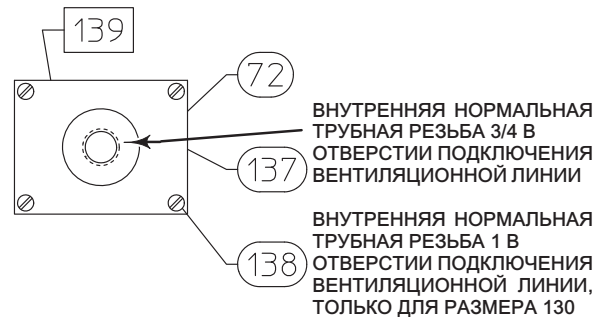 139
72
ВНУТРЕННЯЯ НОРМАЛЬНАЯ
ТРУБНАЯ РЕЗЬБА 3/4 В
ОТВЕРСТИИ ПОДКЛЮЧЕНИЯ
ВЕНТИЛЯЦИОННОЙ ЛИНИИ
137
ВНУТРЕННЯЯ НОРМАЛЬНАЯ
ТРУБНАЯ РЕЗЬБА 1 В
ОТВЕРСТИИ ПОДКЛЮЧЕНИЯ
ВЕНТИЛЯЦИОННОЙ ЛИНИИ,
ТОЛЬКО ДЛЯ РАЗМЕРА 130
138